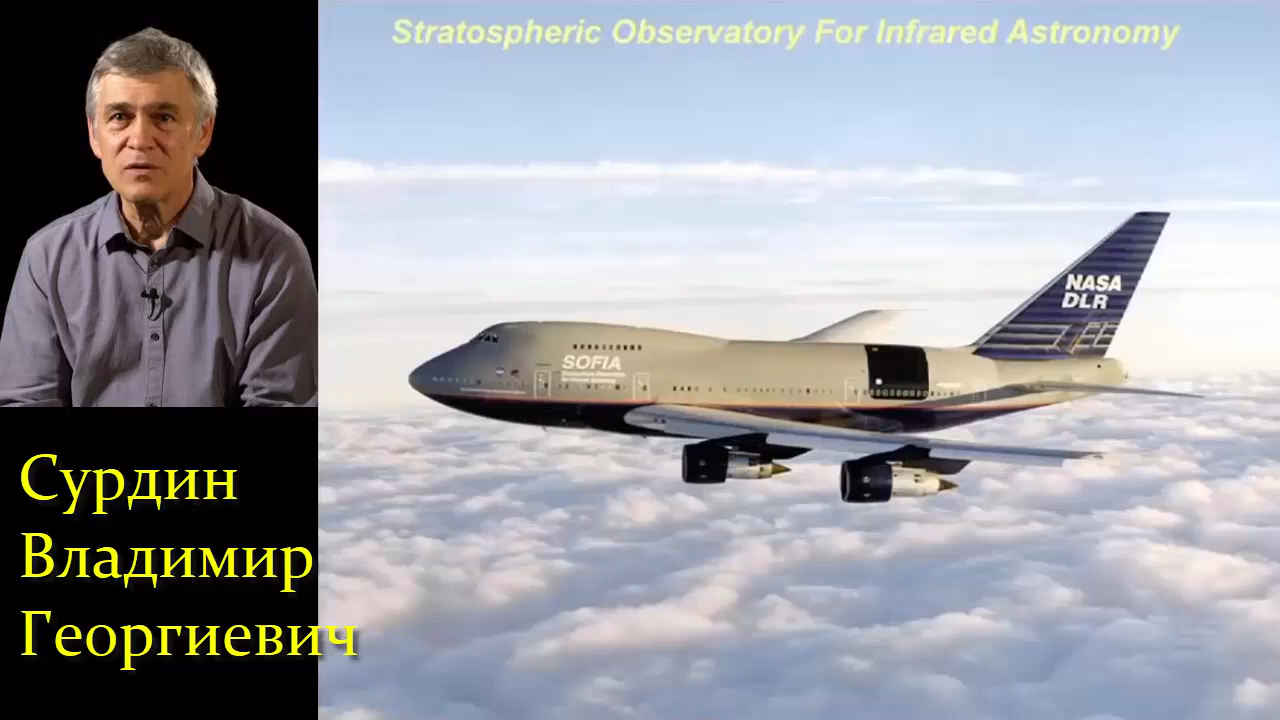 Stratospheric Observatory For Infrared Astronomy
NASA
DLR
SOFIA
Сурдин
Владимир
Георгиевич